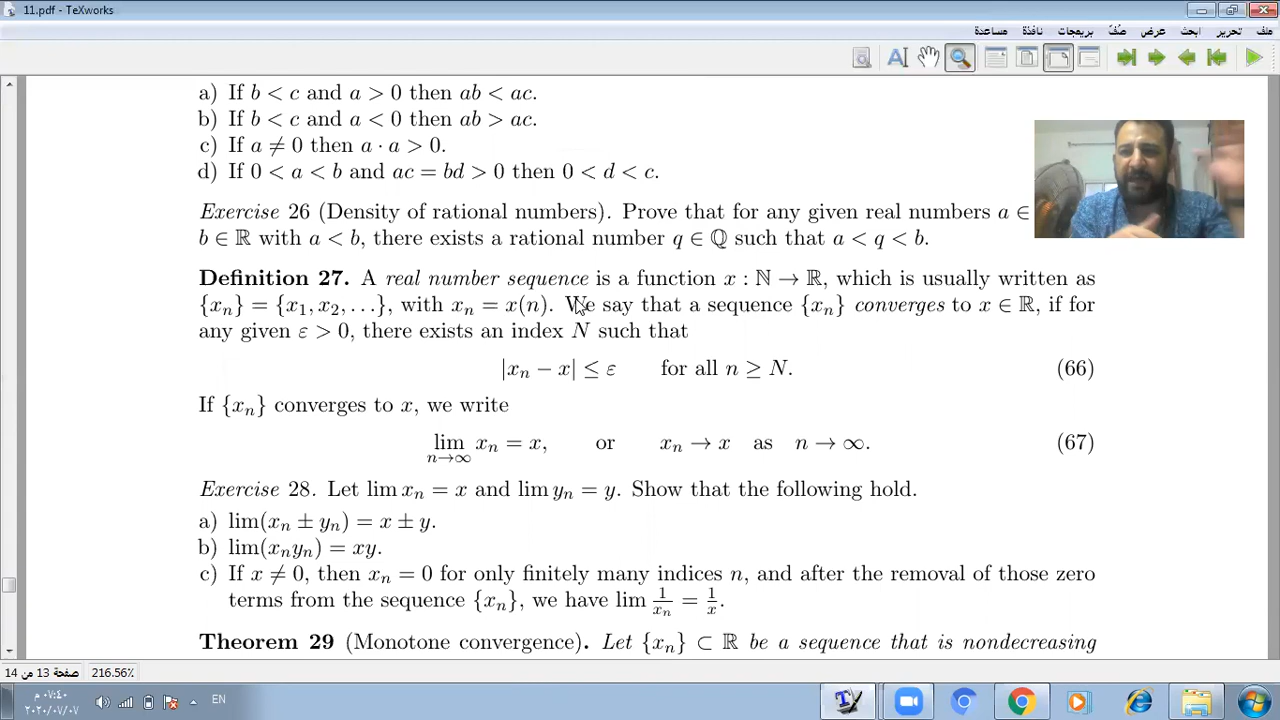 11.pdf - TeXworks
ملف تحرير ابحث عرض صُفّ بريمجات نافذة مساعدة
a) If b < c and a > 0 then ab < ac.
b) If b < c and a < 0 then ab > ac.
c) If a ≠ 0 then a · a > 0.
d) If 0 < a < b and ac = bd > 0 then 0 < d < c.
Exercise 26 (Density of rational numbers). Prove that for any given real numbers a ∈
b ∈ ℝ with a < b, there exists a rational number q ∈ ℚ such that a < q < b.
Definition 27. A real number sequence is a function x : ℕ → ℝ, which is usually written as
{xₙ} = {x₁, x₂, . . .}, with xₙ = x(n). We say that a sequence {xₙ} converges to x ∈ ℝ, if for
any given ε > 0, there exists an index N such that
|xₙ − x| ≤ ε for all n ≥ N. (66)
If {xₙ} converges to x, we write
lim n→∞ xₙ = x, or xₙ → x as n → ∞. (67)
Exercise 28. Let lim xₙ = x and lim yₙ = y. Show that the following hold.
a) lim(xₙ ± yₙ) = x ± y.
b) lim(xₙyₙ) = xy.
c) If x ≠ 0, then xₙ = 0 for only finitely many indices n, and after the removal of those zero
terms from the sequence {xₙ}, we have lim 1/xₙ = 1/x.
Theorem 29 (Monotone convergence). Let {xₙ} ⊂ ℝ be a sequence that is nondecreasing
صفحة 13 من 14 216.56%
٠٧:٤٠ م
EN
٢٠٢٠/٠٧/٠٧